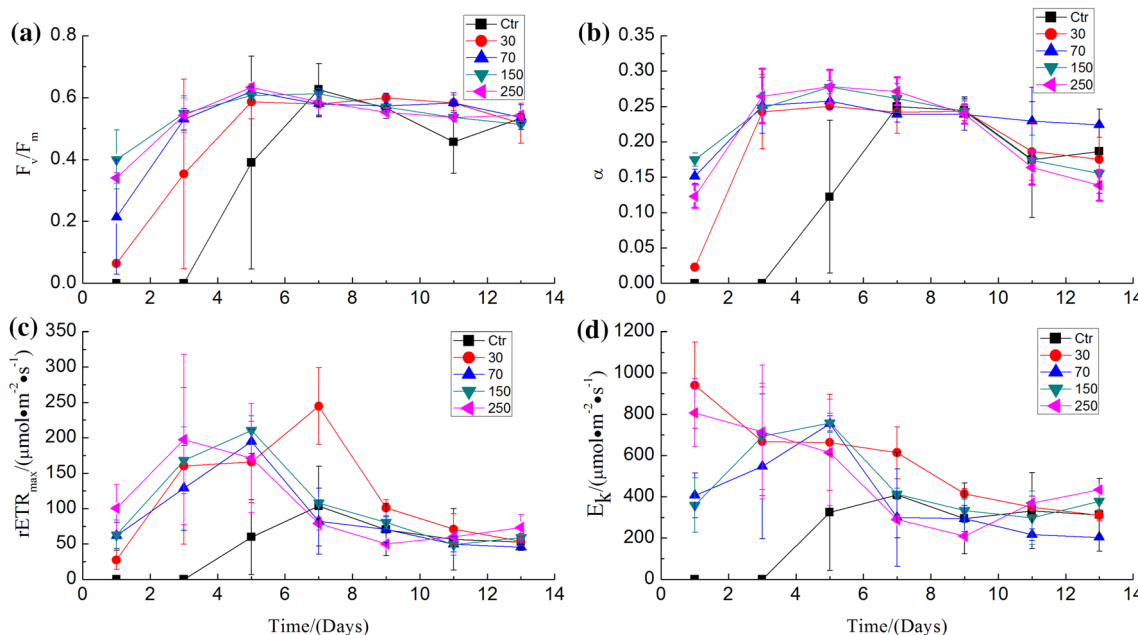 (a)
0.8
0.6
0.4
0.2
0.0
Fv/Fm
Ctr
30
70
150
250
0 2 4 6 8 10 12 14
(b)
0.35
0.30
0.25
0.20
0.15
0.10
0.05
0.00
α
Ctr
30
70
150
250
0 2 4 6 8 10 12 14
(c)
350
300
250
200
150
100
50
0
rETRmax/(μmol•m-2•s-1)
Ctr
30
70
150
250
0 2 4 6 8 10 12 14
Time/(Days)
(d)
1200
1000
800
600
400
200
0
EK/(μmol•m-2•s-1)
Ctr
30
70
150
250
0 2 4 6 8 10 12 14
Time/(Days)